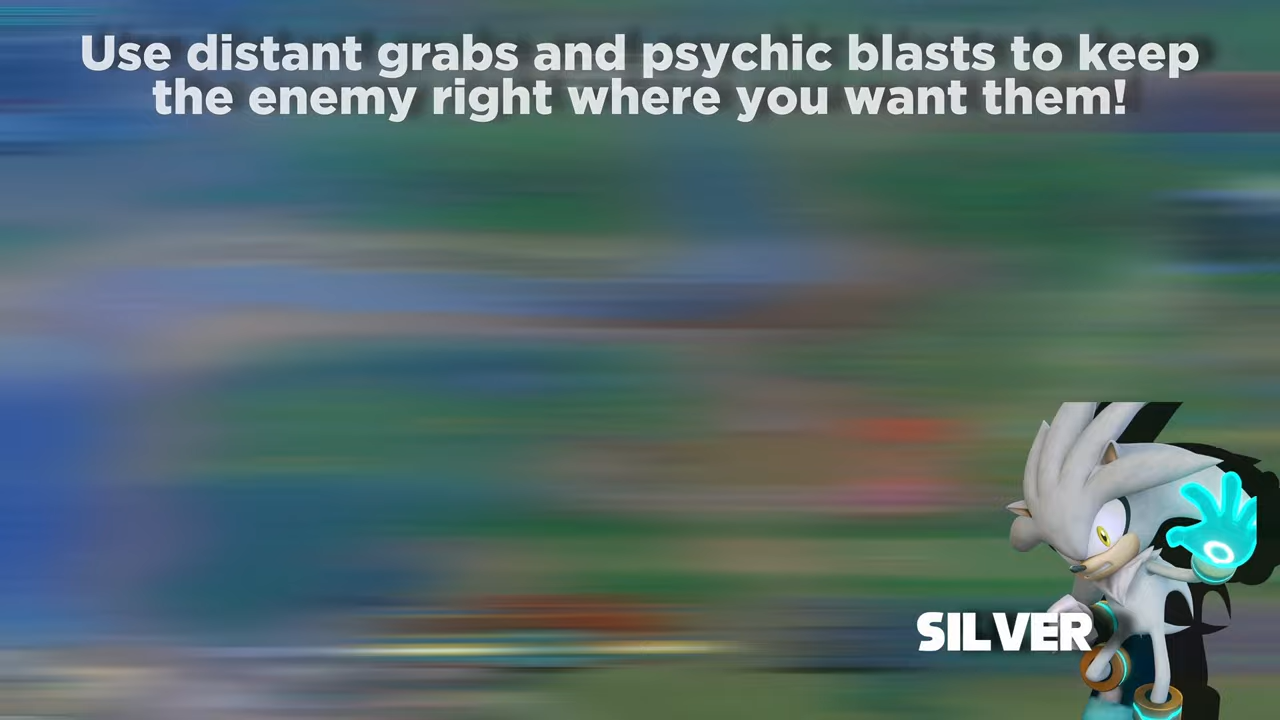 Use distant grabs and psychic blasts to keep
the enemy right where you want them!
SILVER